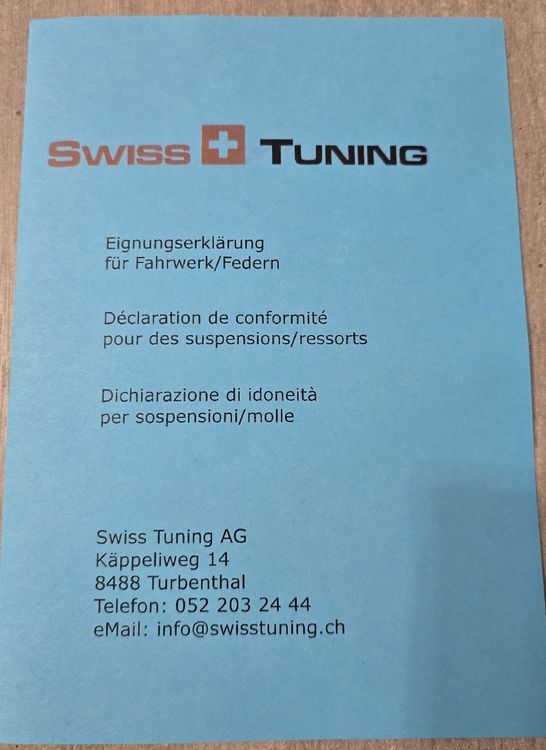 SWISS TUNING
Eignungserklärung
für Fahrwerk/Federn
Déclaration de conformité
pour des suspensions/ressorts
Dichiarazione di idoneità
per sospensioni/molle
Swiss Tuning AG
Käppeliweg 14
8488 Turbenthal
Telefon: 052 203 24 44
eMail: info@swisstuning.ch